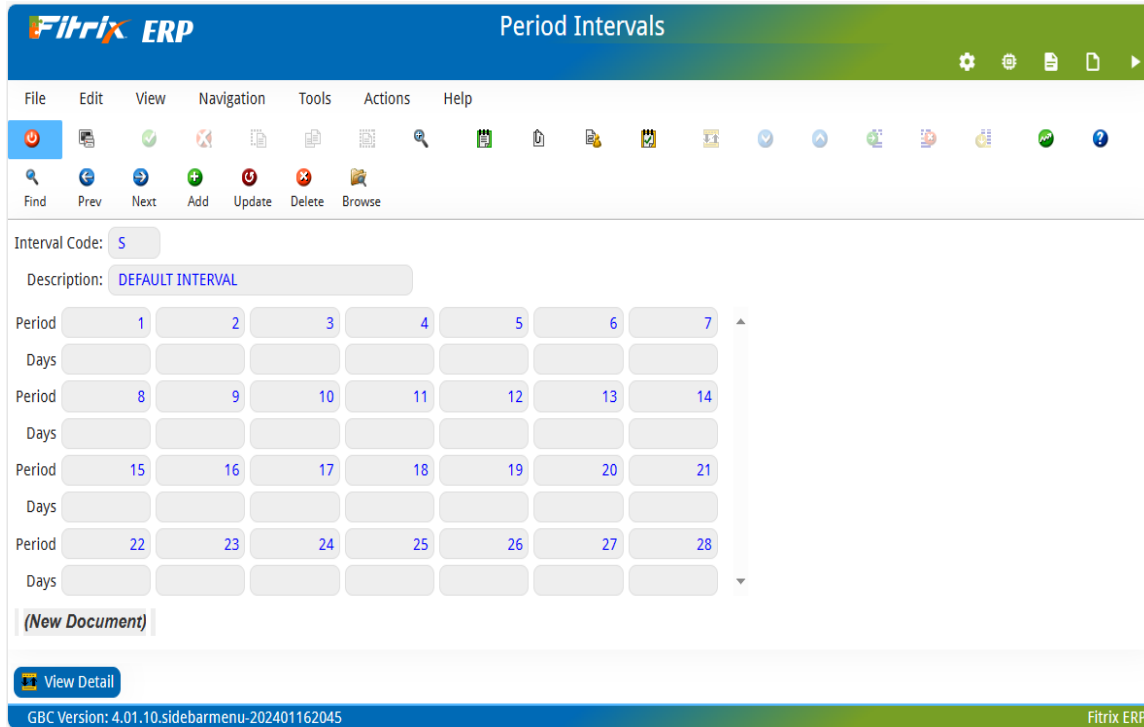 Fitrix ERP
Period Intervals
File Edit View Navigation Tools Actions Help
Find Prev Next Add Update Delete Browse
Interval Code: S
Description: DEFAULT INTERVAL
Period 1 2 3 4 5 6 7
Days
Period 8 9 10 11 12 13 14
Days
Period 15 16 17 18 19 20 21
Days
Period 22 23 24 25 26 27 28
Days
(New Document)
View Detail
GBC Version: 4.01.10.sidebarmenu-202401162045 Fitrix ERP